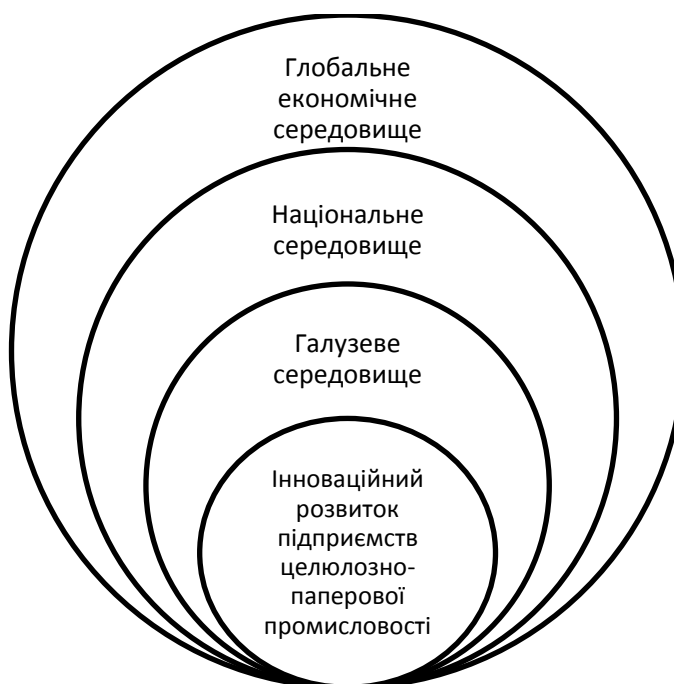 Глобальне
економічне
середовище
Національне
середовище
Галузеве
середовище
Інноваційний
розвиток
підприємств
целюлозно-
паперової
промисловості